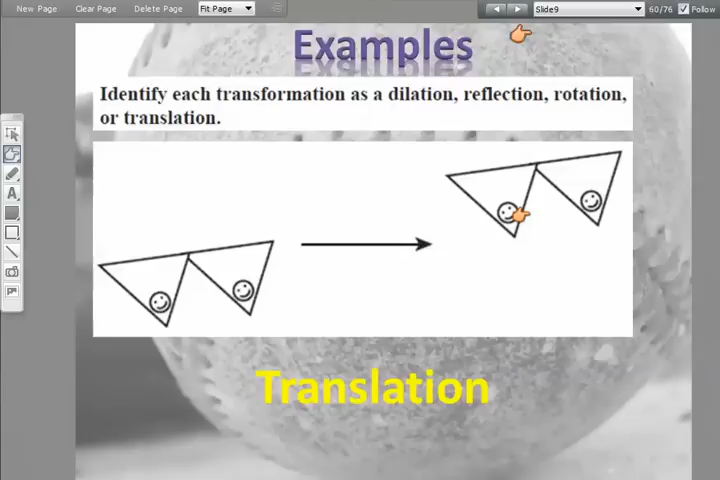 New Page Clear Page Delete Page Fit Page Slide9 60/76 Follow
Examples
Identify each transformation as a dilation, reflection, rotation,
or translation.
A
Translation